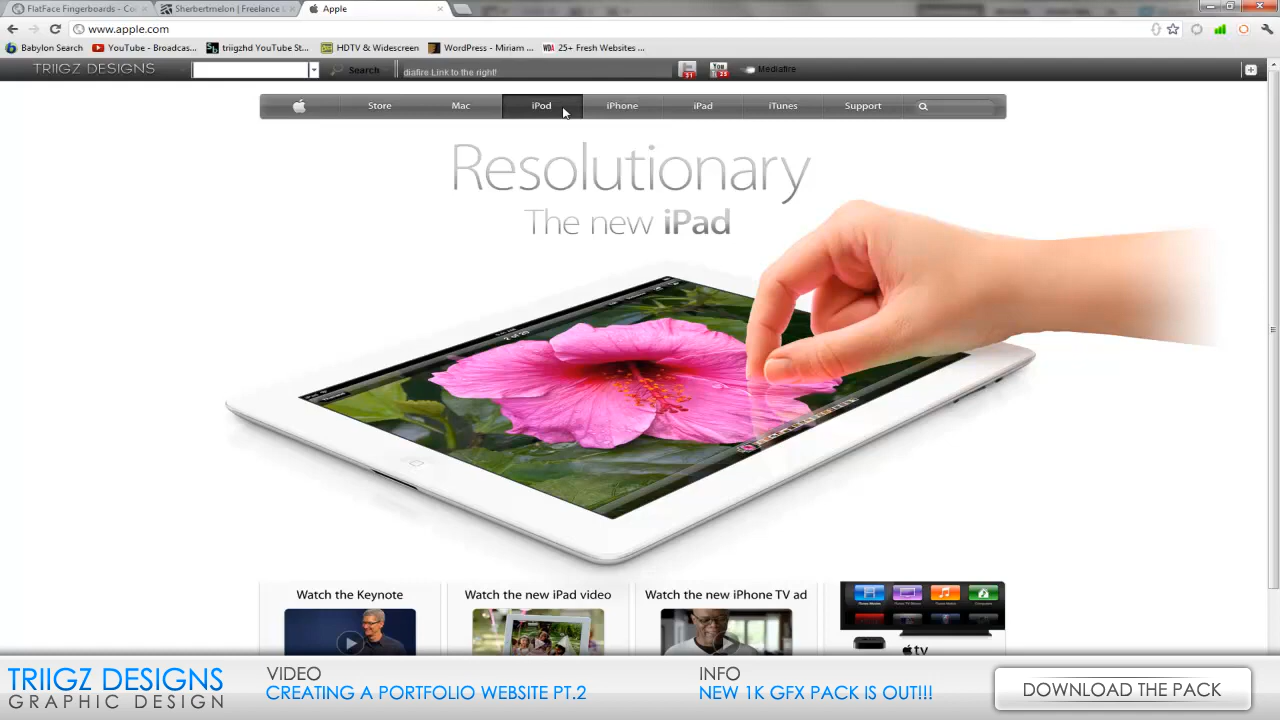 FlatFace Fingerboards - Co
Sherbertmelon | Freelance
Apple
www.apple.com
Babylon Search
YouTube - Broadcas...
triigzhd YouTube St...
HDTV & Widescreen
WordPress - Miriam ...
WDA 25+ Fresh Websites ...
TRIIGZ DESIGNS
Search
diafire Link to the right!
Mediafire
Store
Mac
iPod
iPhone
iPad
iTunes
Support
Resolutionary
The new iPad
Watch the Keynote
Watch the new iPad video
Watch the new iPhone TV ad
tv
TRIIGZ DESIGNS
GRAPHIC DESIGN
VIDEO
CREATING A PORTFOLIO WEBSITE PT.2
INFO
NEW 1K GFX PACK IS OUT!!!
DOWNLOAD THE PACK